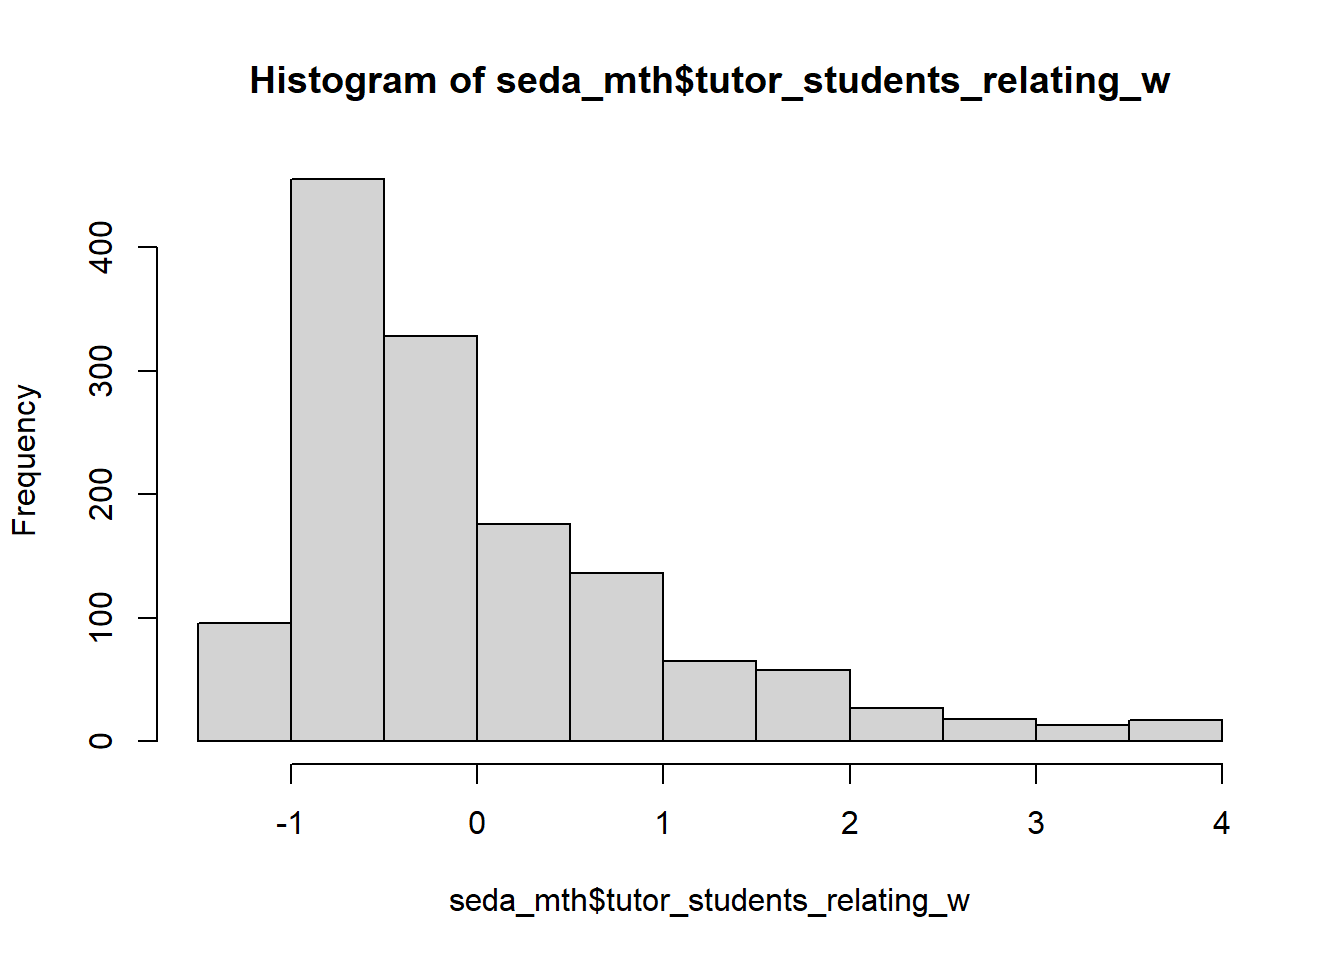 Histogram of seda_mth$tutor_students_relating_w
Frequency
400
300
200
100
0
-1 0 1 2 3 4
seda_mth$tutor_students_relating_w